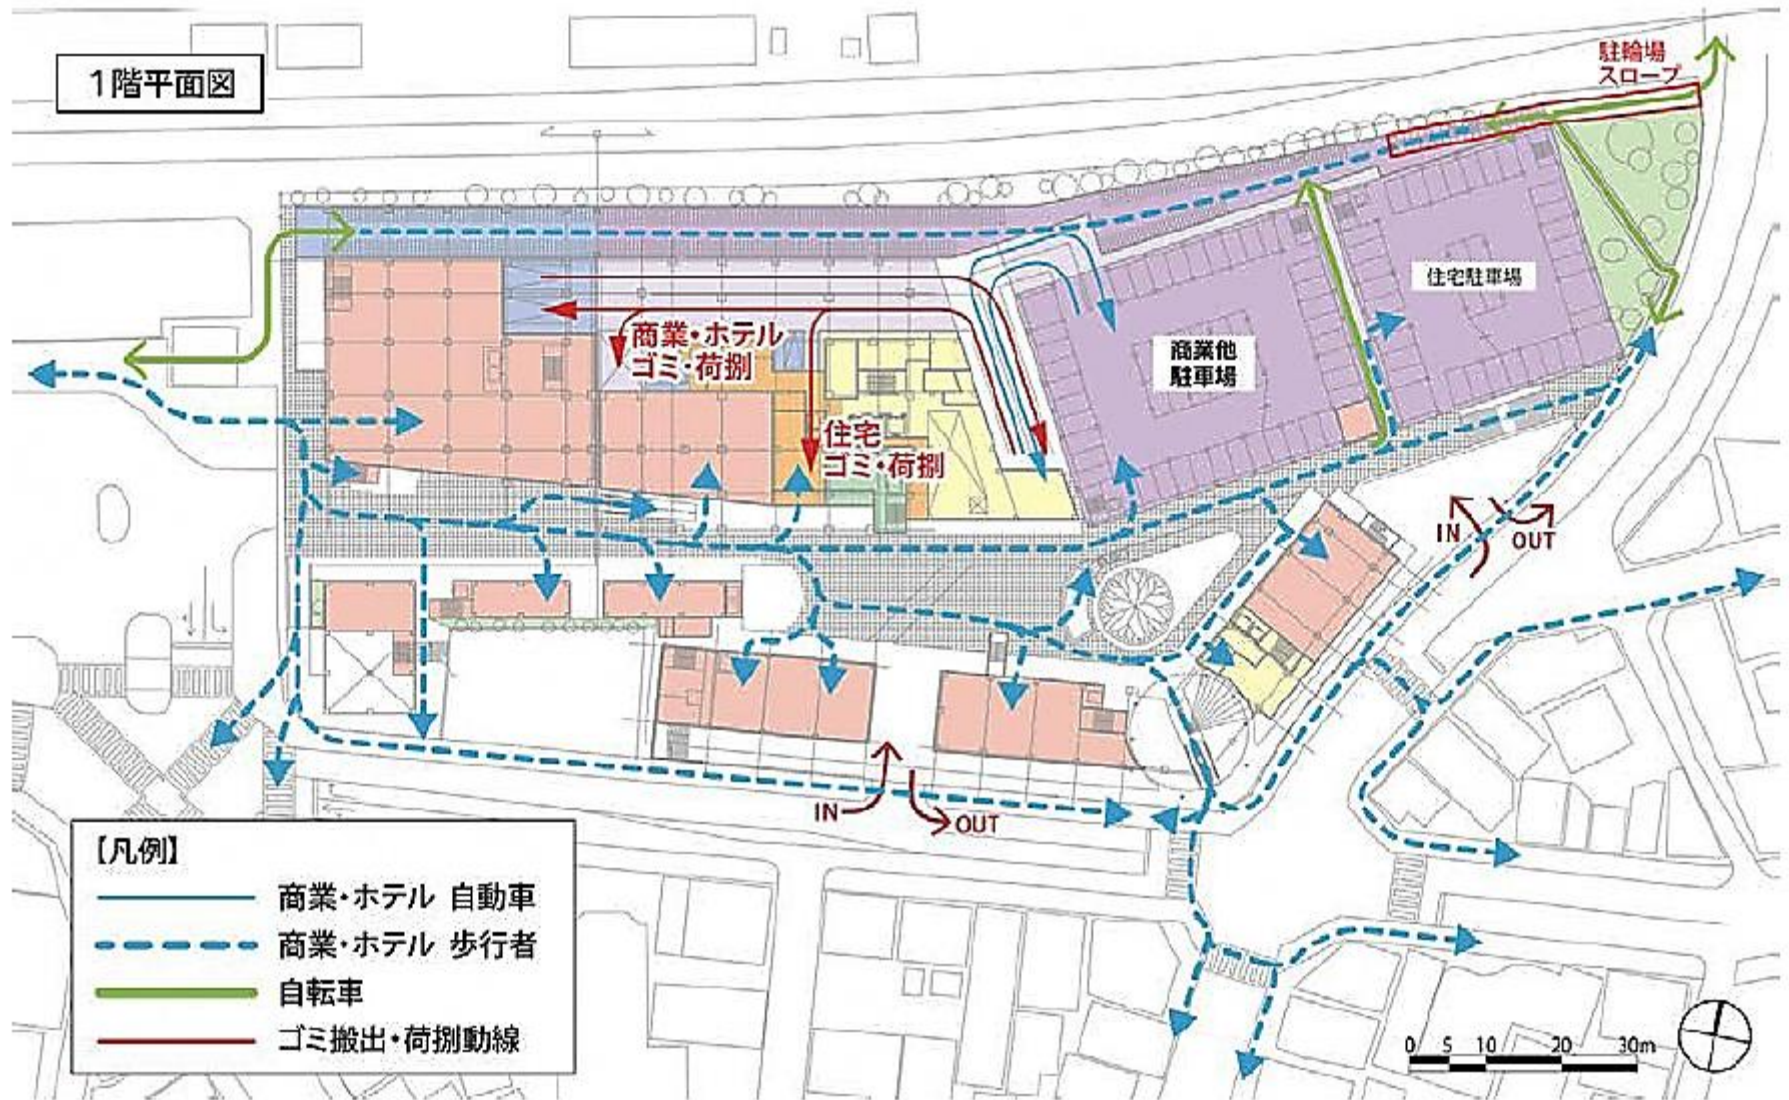 1階平面図
駐輪場
スロープ
住宅駐車場
商業・ホテル
ゴミ・荷捌
商業他
駐車場
住宅
ゴミ・荷捌
IN
OUT
IN
OUT
【凡例】
商業・ホテル 自動車
商業・ホテル 歩行者
自転車
ゴミ搬出・荷捌動線
0 5 10 20 30m